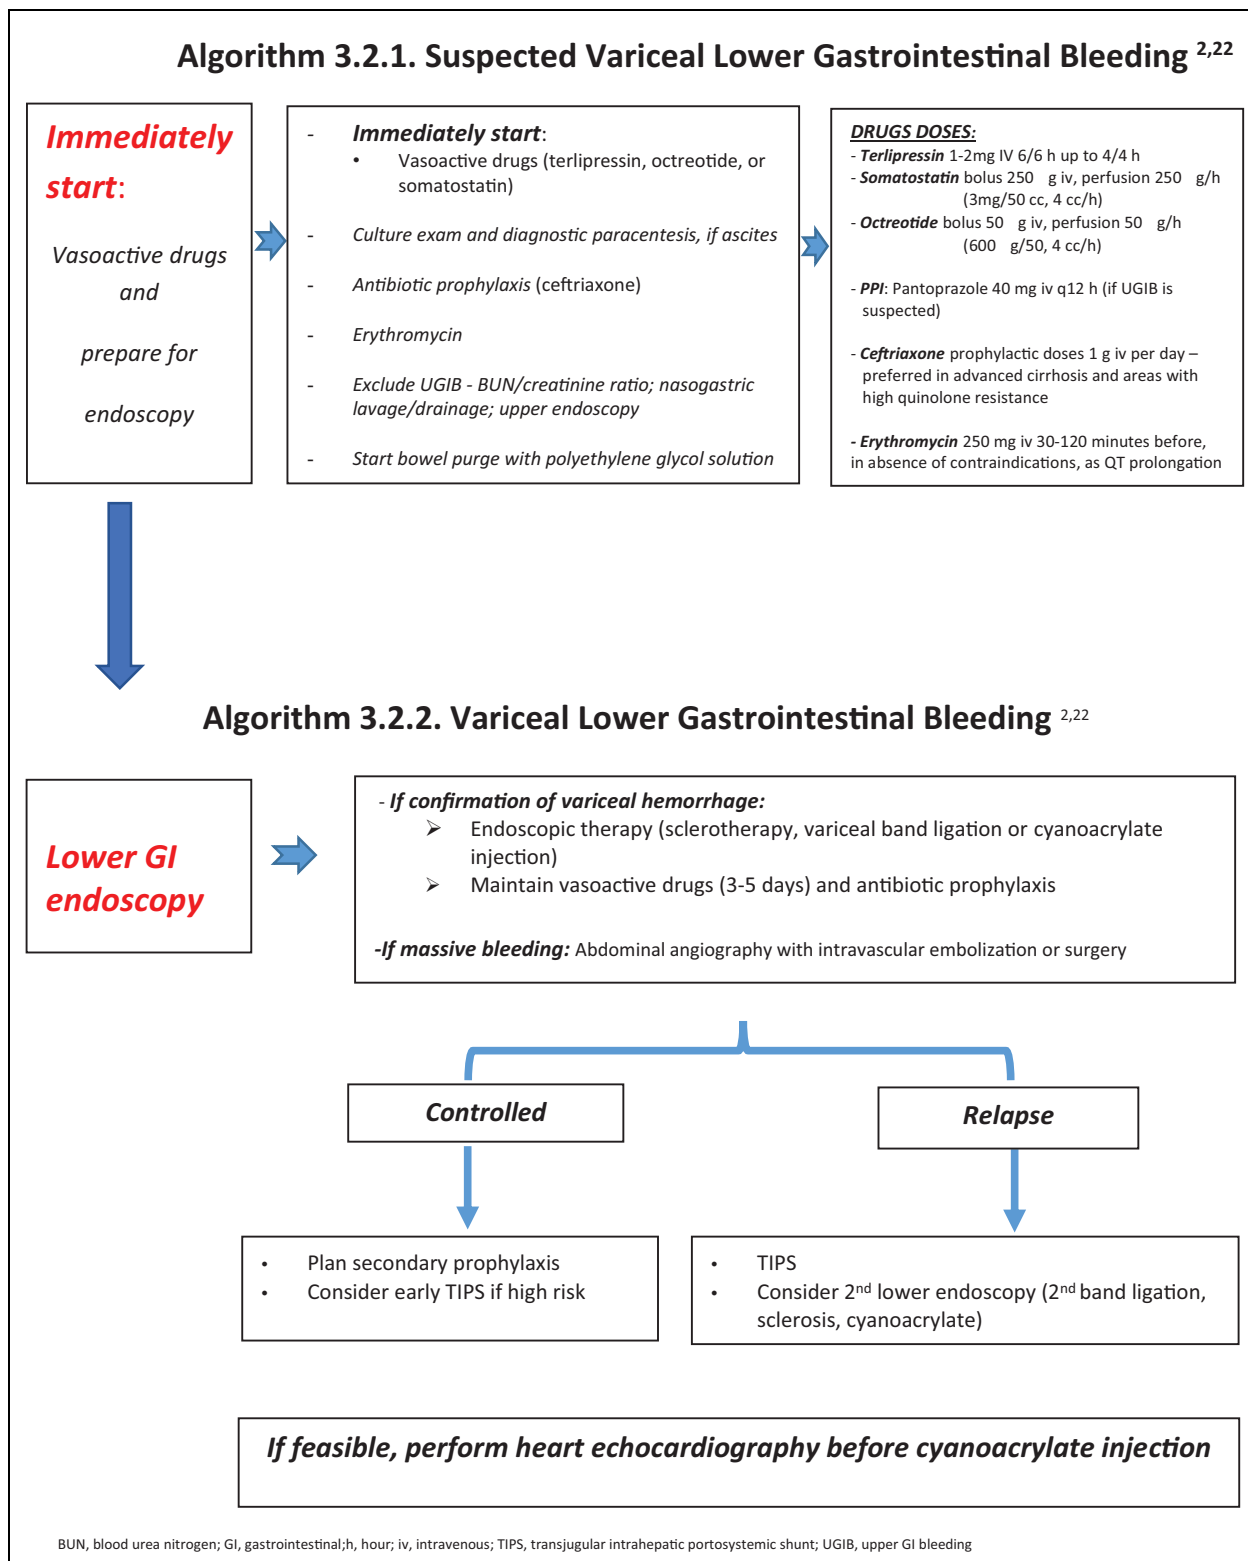 Algorithm 3.2.1. Suspected Variceal Lower Gastrointestinal Bleeding 2,22
Immediately
start:
Vasoactive drugs
and
prepare for
endoscopy
- Immediately start:
• Vasoactive drugs (terlipressin, octreotide, or
somatostatin)
- Culture exam and diagnostic paracentesis, if ascites
- Antibiotic prophylaxis (ceftriaxone)
- Erythromycin
- Exclude UGIB - BUN/creatinine ratio; nasogastric
lavage/drainage; upper endoscopy
- Start bowel purge with polyethylene glycol solution
DRUGS DOSES:
- Terlipressin 1-2mg IV 6/6 h up to 4/4 h
- Somatostatin bolus 250 g iv, perfusion 250 g/h
(3mg/50 cc, 4 cc/h)
- Octreotide bolus 50 g iv, perfusion 50 g/h
(600 g/50, 4 cc/h)
- PPI: Pantoprazole 40 mg iv q12 h (if UGIB is
suspected)
- Ceftriaxone prophylactic doses 1 g iv per day –
preferred in advanced cirrhosis and areas with
high quinolone resistance
- Erythromycin 250 mg iv 30-120 minutes before,
in absence of contraindications, as QT prolongation
Algorithm 3.2.2. Variceal Lower Gastrointestinal Bleeding 2,22
Lower GI
endoscopy
- If confirmation of variceal hemorrhage:
➢ Endoscopic therapy (sclerotherapy, variceal band ligation or cyanoacrylate
injection)
➢ Maintain vasoactive drugs (3-5 days) and antibiotic prophylaxis
-If massive bleeding: Abdominal angiography with intravascular embolization or surgery
Controlled
Relapse
• Plan secondary prophylaxis
• Consider early TIPS if high risk
• TIPS
• Consider 2nd lower endoscopy (2nd band ligation,
sclerosis, cyanoacrylate)
If feasible, perform heart echocardiography before cyanoacrylate injection
BUN, blood urea nitrogen; GI, gastrointestinal;h, hour; iv, intravenous; TIPS, transjugular intrahepatic portosystemic shunt; UGIB, upper GI bleeding